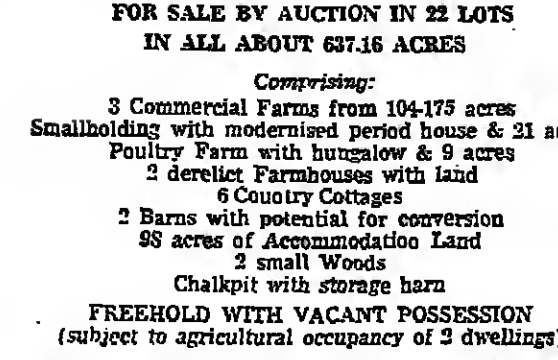 FOR SALE BY AUCTION IN 22 LOTS
IN ALL ABOUT 637.16 ACRES
Comprising:
3 Commercial Farms from 104-175 acres
Smallholding with modernised period house & 21 a
Poultry Farm with bungalow & 9 acres
2 derelict Farmhouses with land
6 Country Cottages
2 Barns with potential for conversion
98 acres of Accommodation Land
2 small Woods
Chalkpit with storage barn
FREEHOLD WITH VACANT POSSESSION
(subject to agricultural occupancy of 2 dwellings)